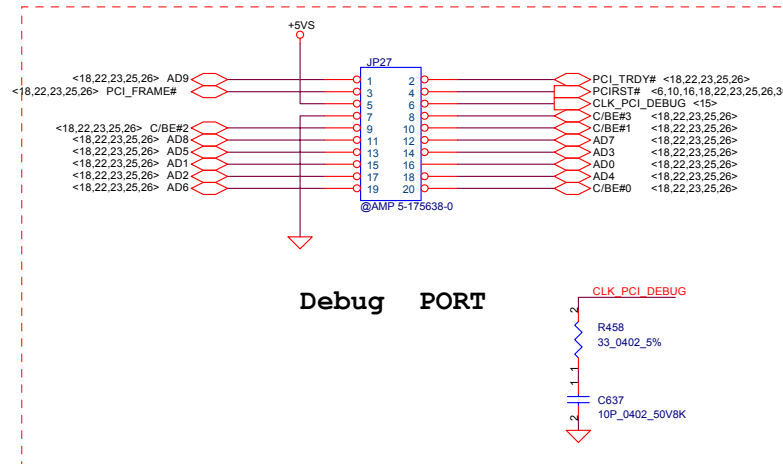 +5VS
JP27
<18,22,23,25,26> AD9 1 2 PCI_TRDY# <18,22,23,25,26>
<18,22,23,25,26> PCI_FRAME# 3 4 PCIRST# <6,10,16,18,22,23,25,26,3
5 6 CLK_PCI_DEBUG <15>
7 8 C/BE#3 <18,22,23,25,26>
<18,22,23,25,26> C/BE#2 9 10 C/BE#1 <18,22,23,25,26>
<18,22,23,25,26> AD8 11 12 AD7 <18,22,23,25,26>
<18,22,23,25,26> AD5 13 14 AD3 <18,22,23,25,26>
<18,22,23,25,26> AD1 15 16 AD0 <18,22,23,25,26>
<18,22,23,25,26> AD2 17 18 AD4 <18,22,23,25,26>
<18,22,23,25,26> AD6 19 20 C/BE#0 <18,22,23,25,26>
@AMP 5-175638-0
Debug PORT
CLK_PCI_DEBUG
2
R458
33_0402_5%
1
1
C637
10P_0402_50V8K
2